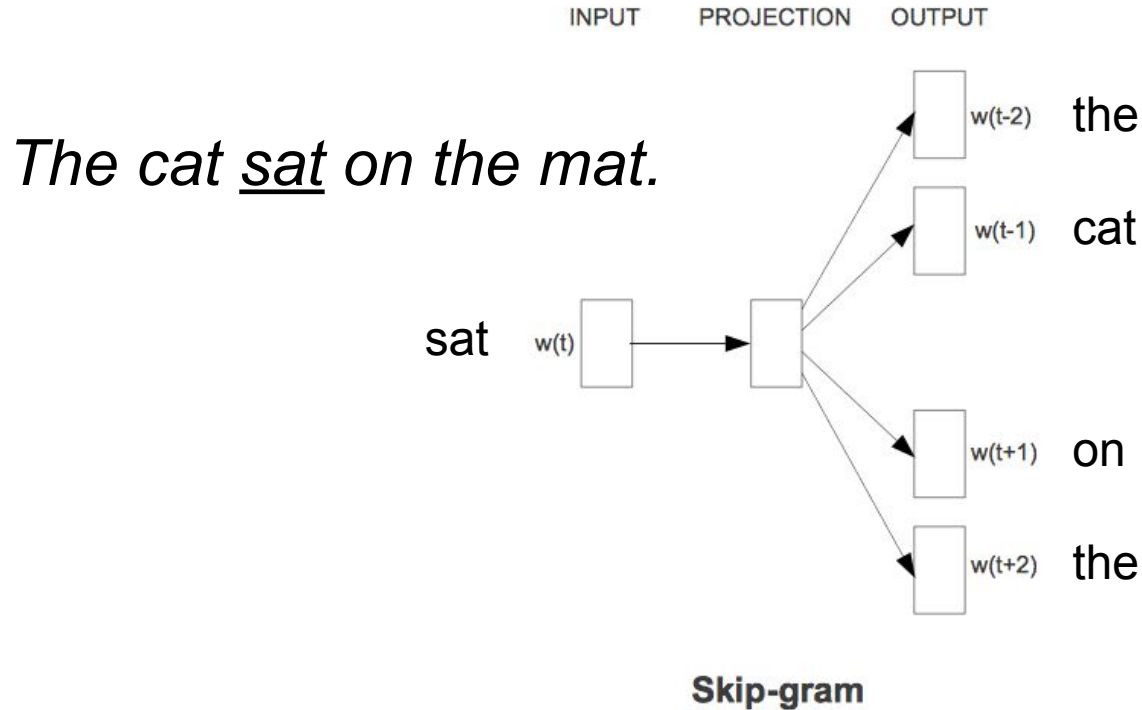 INPUT PROJECTION OUTPUT
w(t-2) the
The cat sat on the mat.
w(t-1) cat
sat w(t)
w(t+1) on
w(t+2) the
Skip-gram